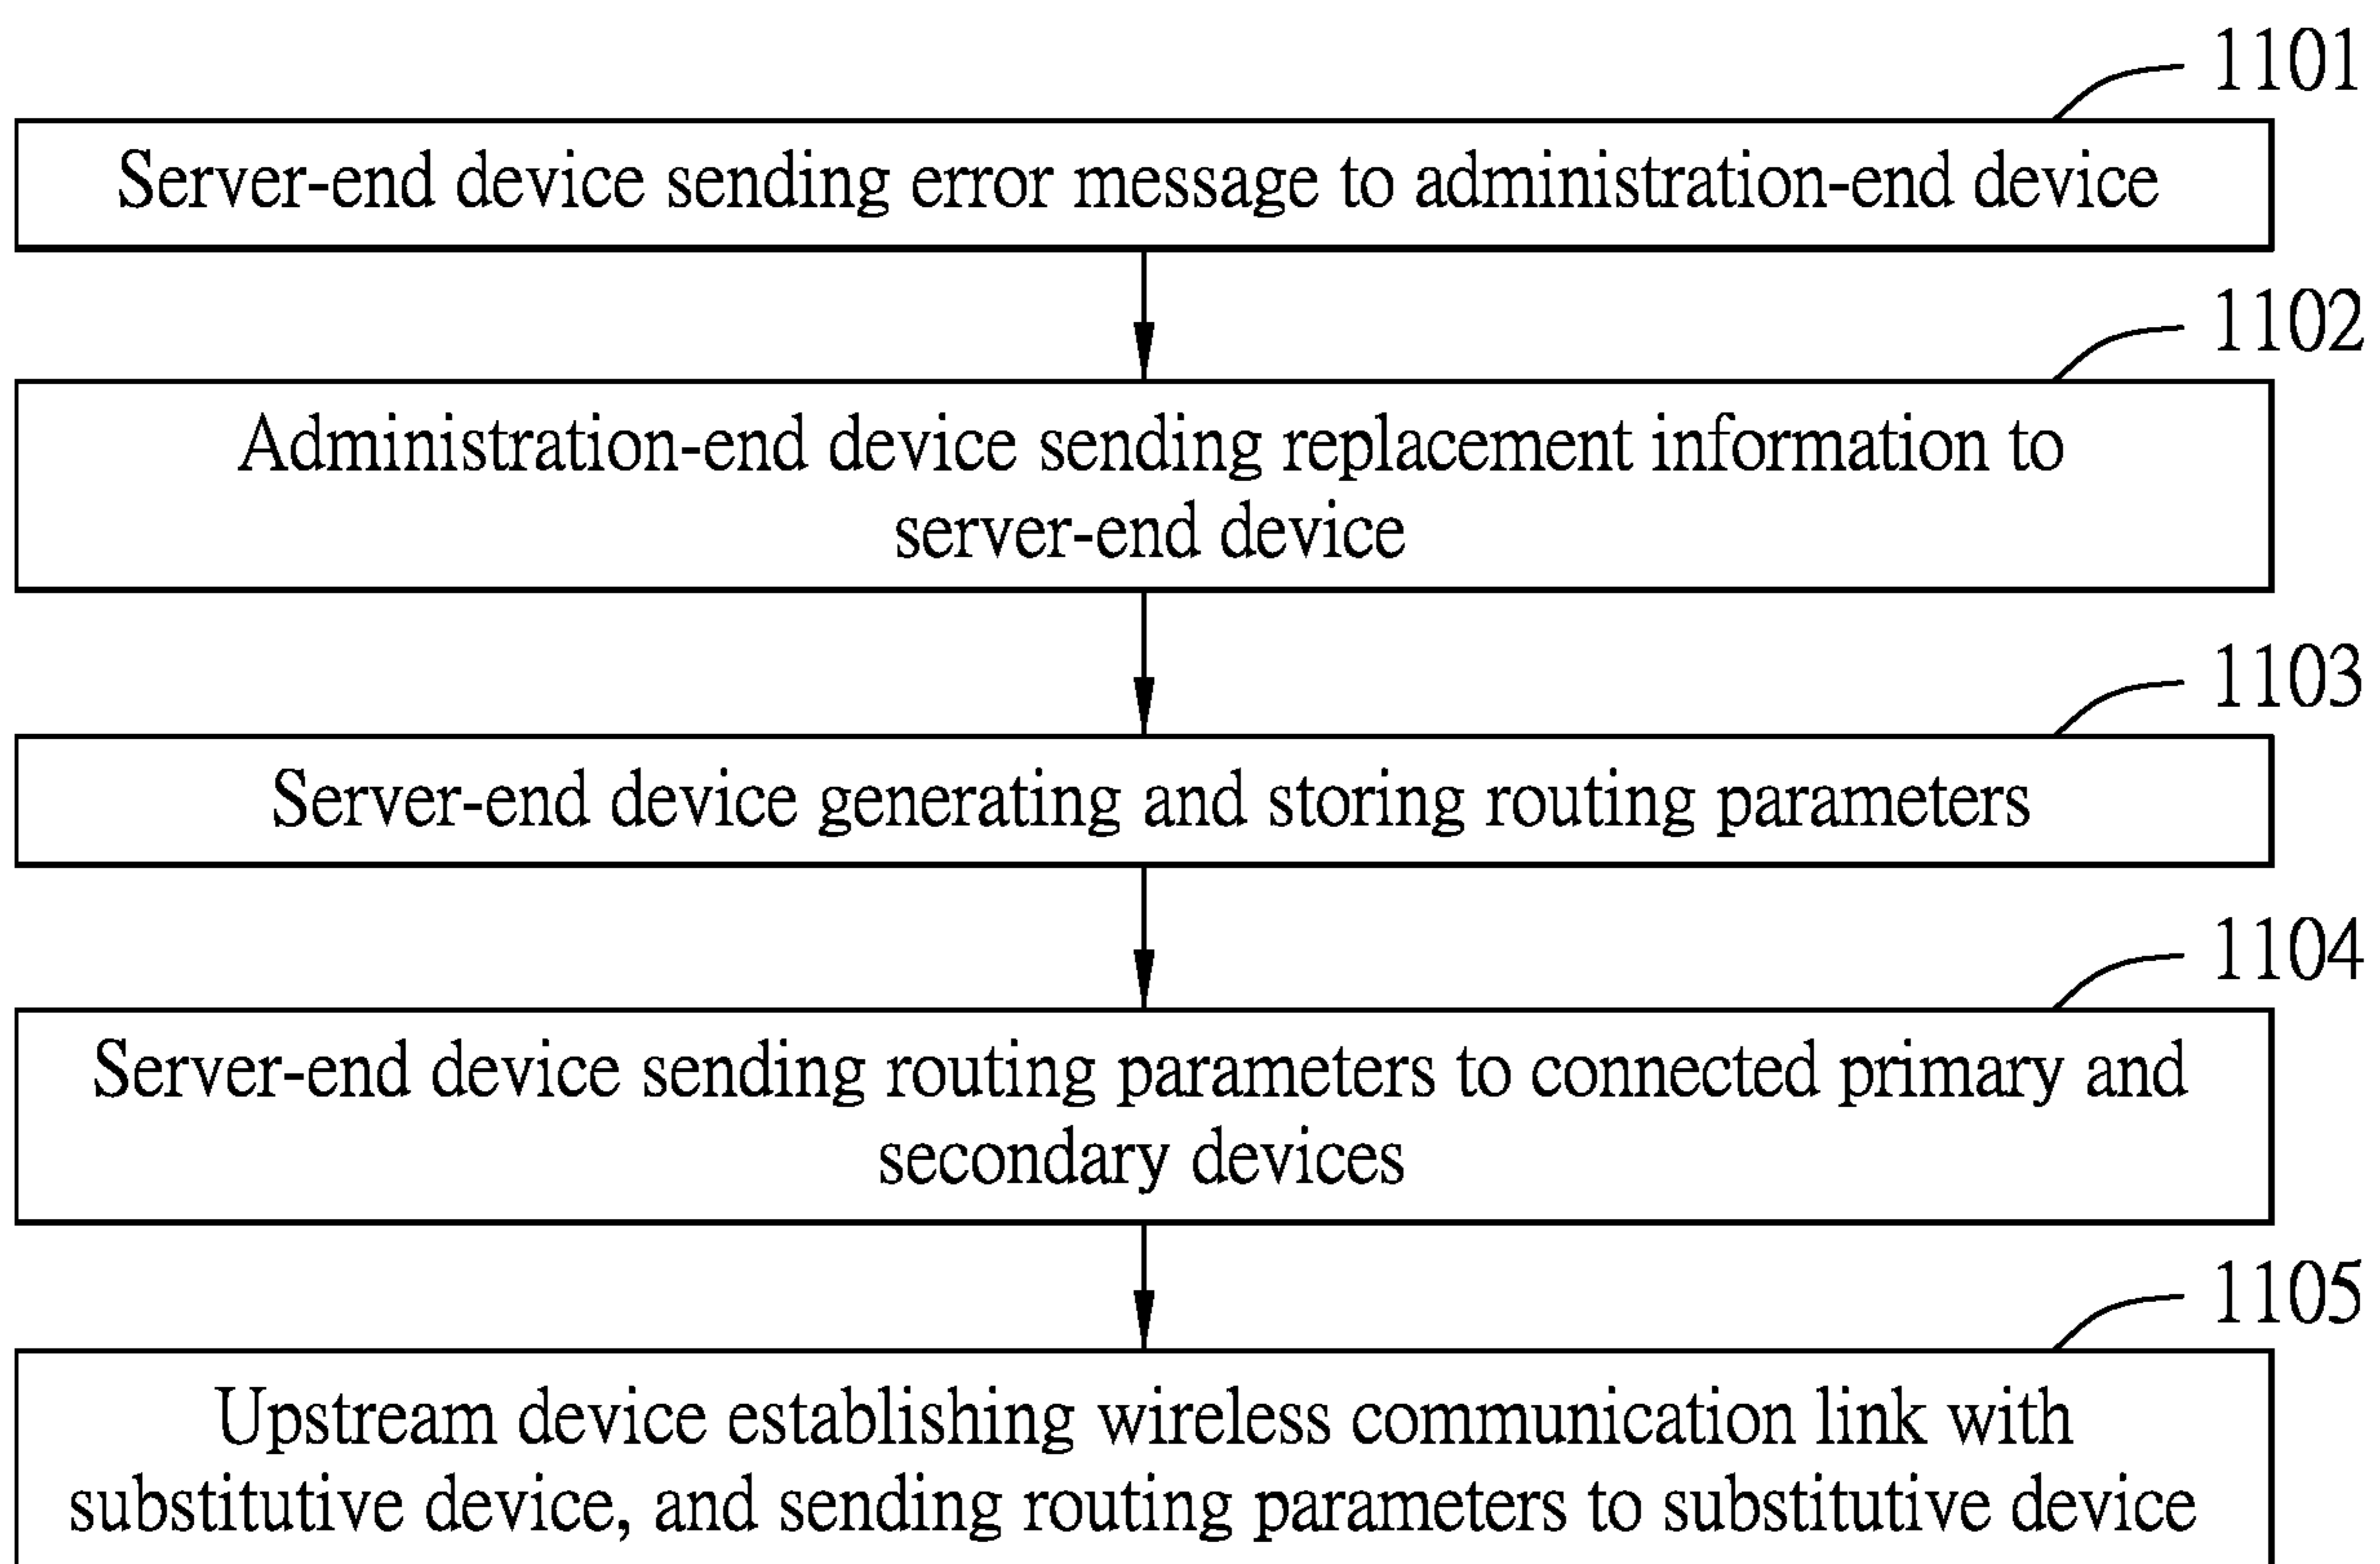 1101
Server-end device sending error message to administration-end device
1102
Administration-end device sending replacement information to
server-end device
1103
Server-end device generating and storing routing parameters
1104
Server-end device sending routing parameters to connected primary and
secondary devices
1105
Upstream device establishing wireless communication link with
substitutive device, and sending routing parameters to substitutive device